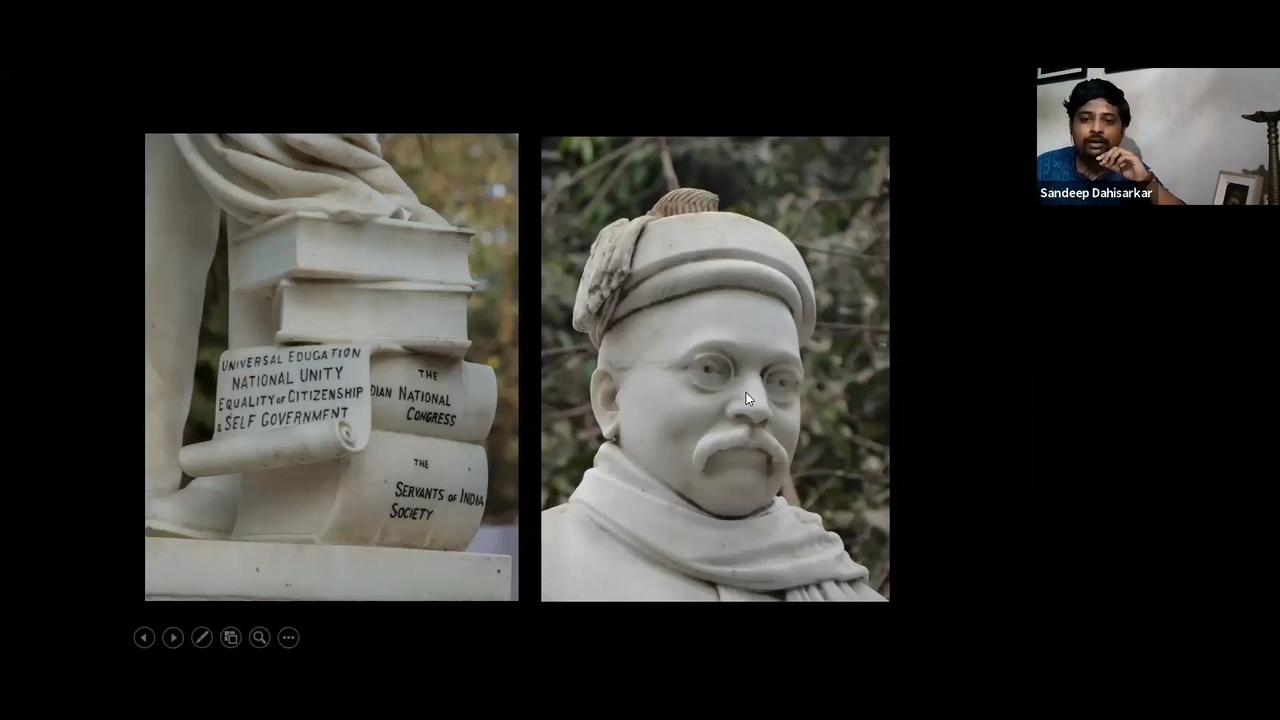 UNIVERSAL EDUCATION
NATIONAL UNITY
EQUALITY OF CITIZENSHIP
& SELF GOVERNMENT
THE
DIAN NATIONAL
CONGRESS
THE
SERVANTS OF INDIA
SOCIETY
Sandeep Dahisarkar